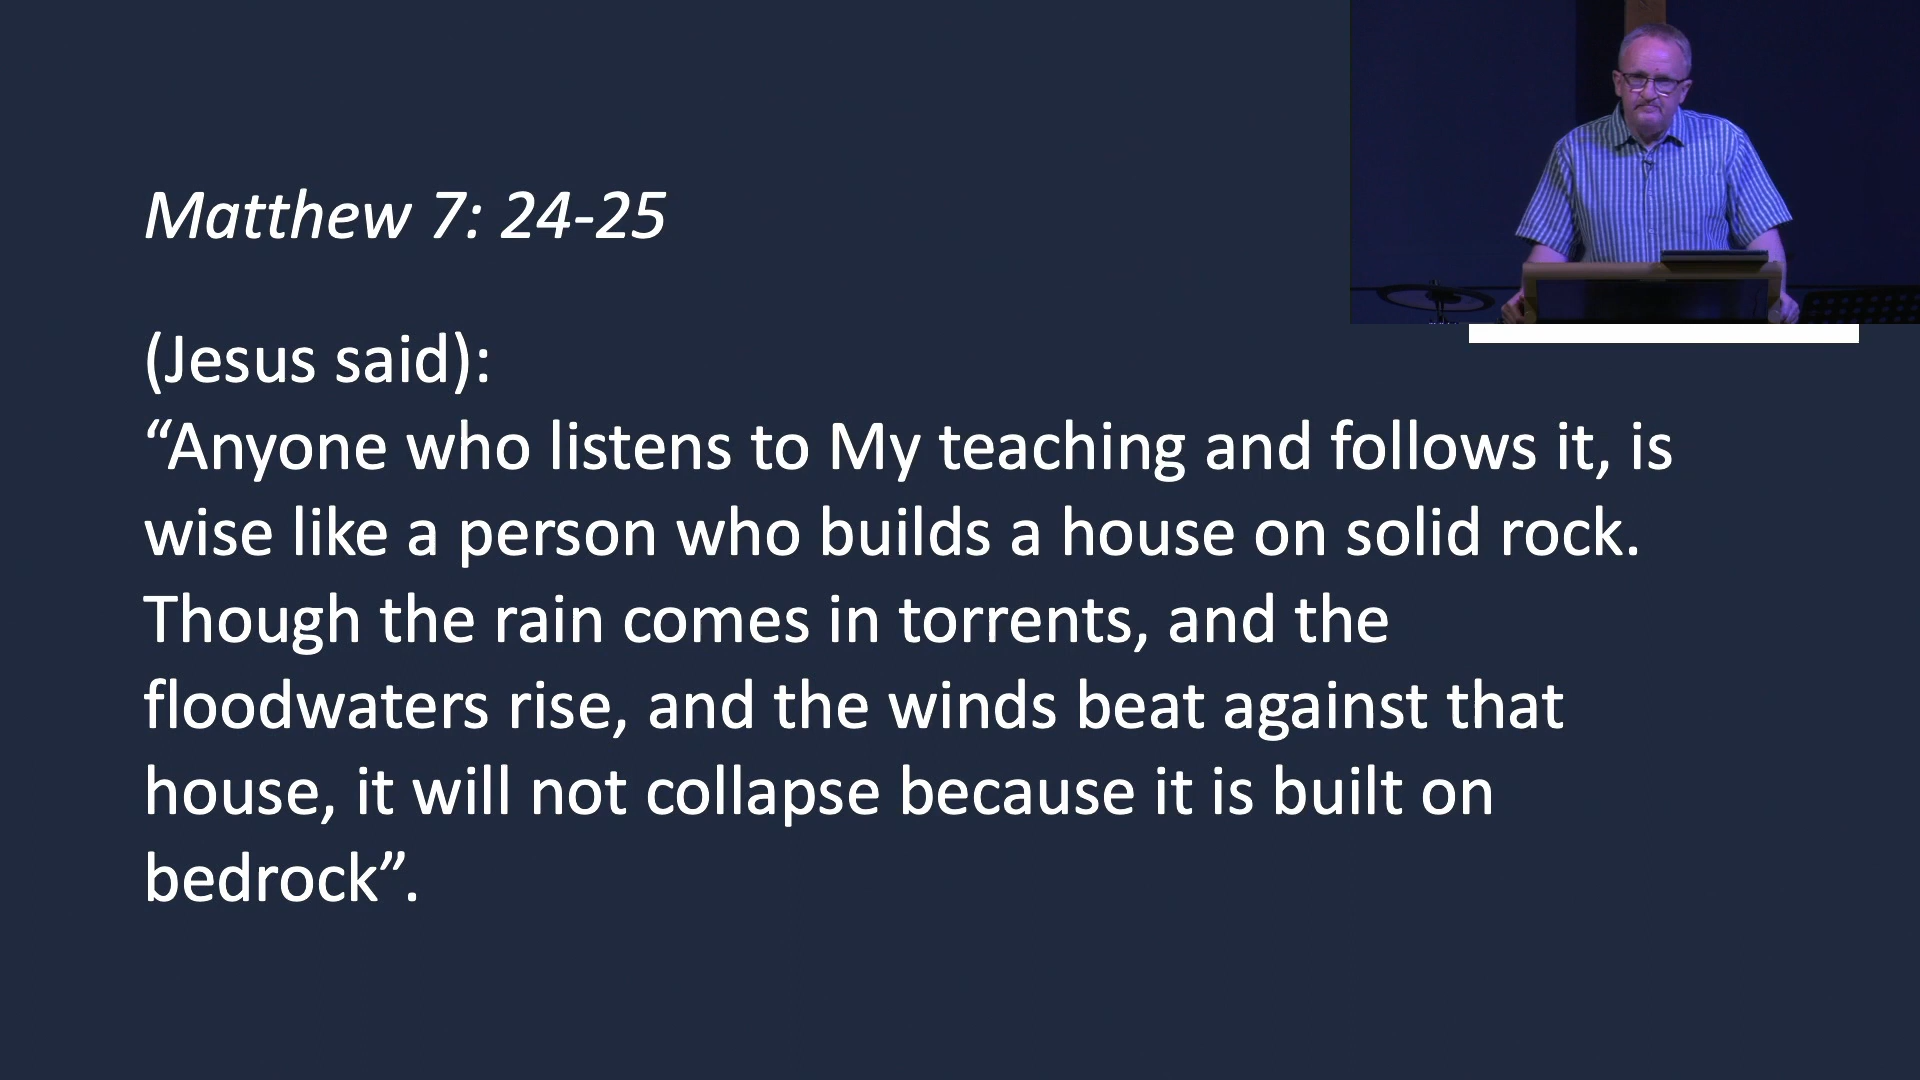 Matthew 7: 24-25
(Jesus said):
“Anyone who listens to My teaching and follows it, is
wise like a person who builds a house on solid rock.
Though the rain comes in torrents, and the
floodwaters rise, and the winds beat against that
house, it will not collapse because it is built on
bedrock”.